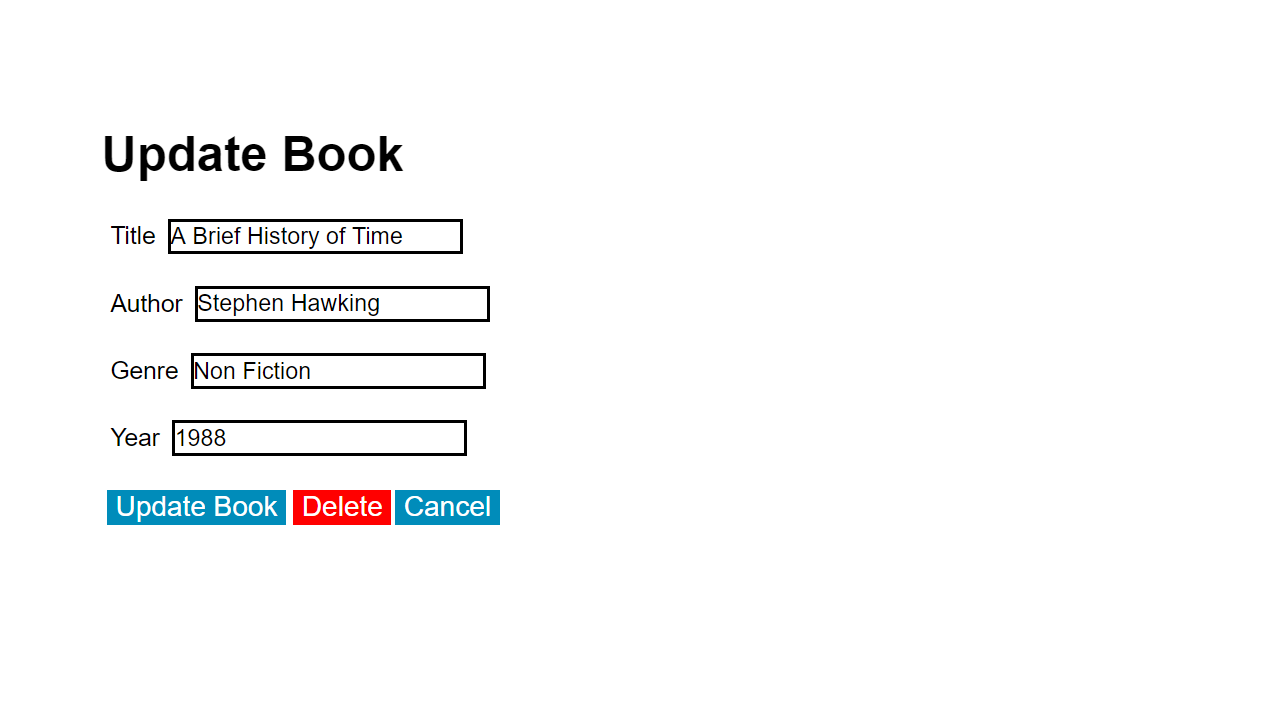 Update Book
Title A Brief History of Time
Author Stephen Hawking
Genre Non Fiction
Year 1988
Update Book Delete Cancel